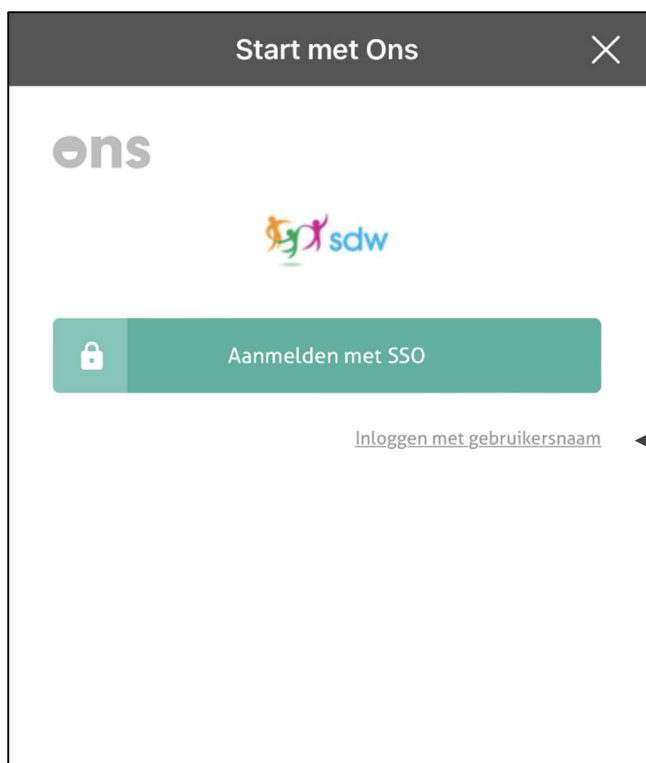 Start met Ons
ons
sdw
Aanmelden met SSO
Inloggen met gebruikersnaam